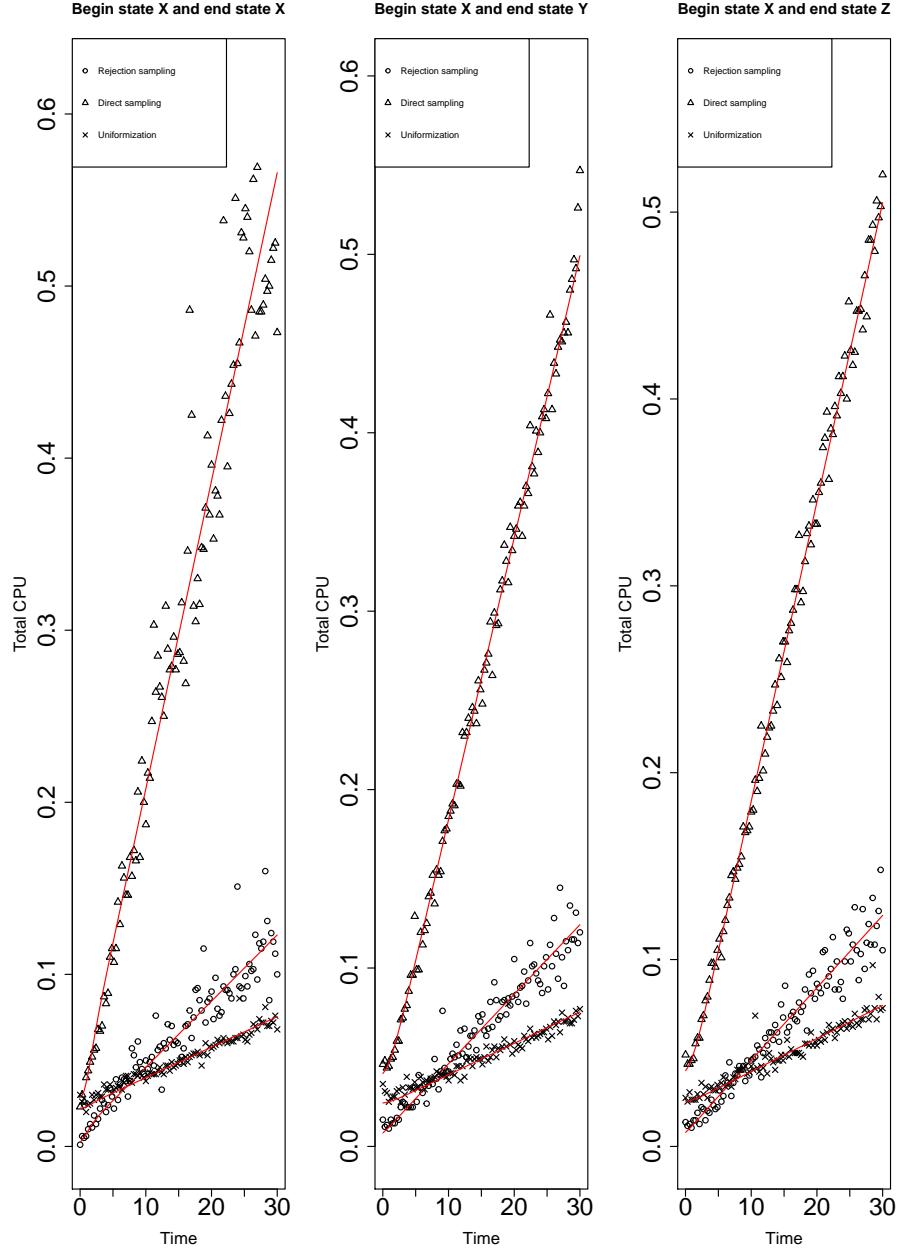 Begin state X and end state X
Rejection sampling
Direct sampling
Uniformization
0.0
0.1
0.2
0.3
0.4
0.5
0.6
Total CPU
0
10
20
30
Time
Begin state X and end state Y
Rejection sampling
Direct sampling
Uniformization
0.0
0.1
0.2
0.3
0.4
0.5
0.6
Total CPU
0
10
20
30
Time
Begin state X and end state Z
Rejection sampling
Direct sampling
Uniformization
0.0
0.1
0.2
0.3
0.4
0.5
Total CPU
0
10
20
30
Time